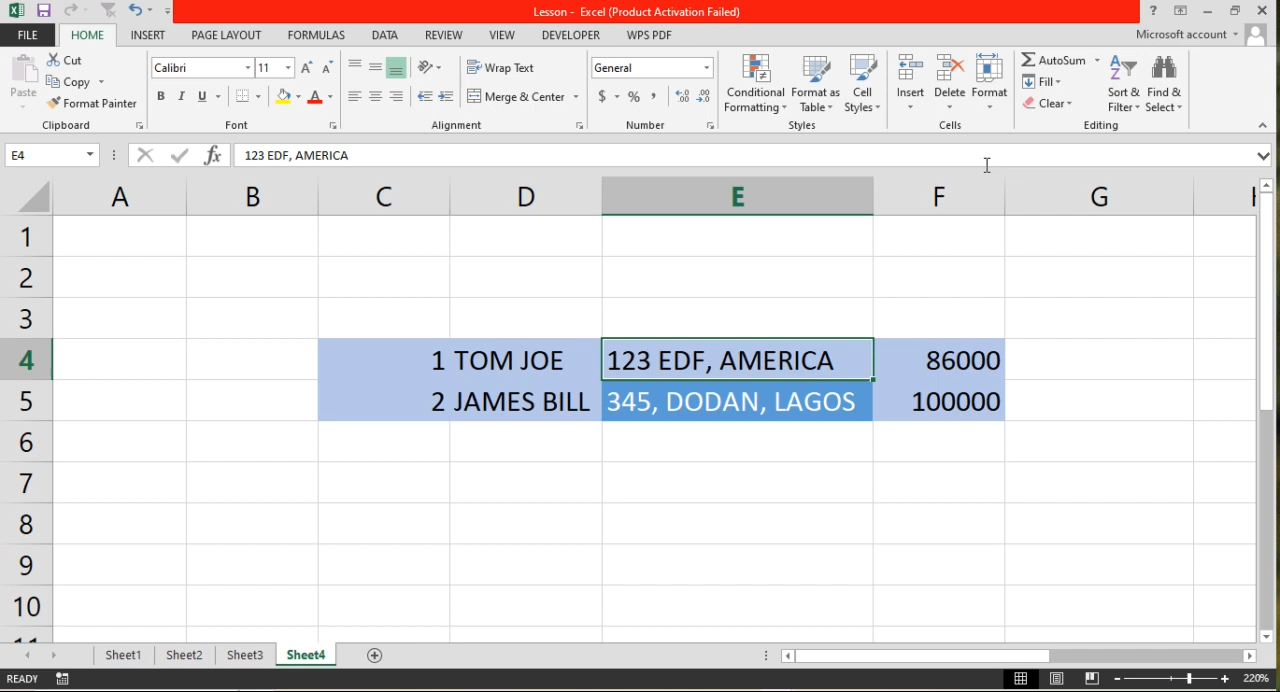 Lesson - Excel (Product Activation Failed)
?
FILE HOME INSERT PAGE LAYOUT FORMULAS DATA REVIEW VIEW DEVELOPER WPS PDF Microsoft account
Paste
Cut
Copy
Format Painter
Clipboard
Calibri 11
B I U
Font
Wrap Text
Merge & Center
Alignment
General
$ % ,
Number
Conditional Formatting
Format as Table
Cell Styles
Styles
Insert Delete Format
Cells
AutoSum
Fill
Clear
Sort & Filter
Find & Select
Editing
E4 fx 123 EDF, AMERICA
A B C D E F G
1
2
3
4 1 TOM JOE 123 EDF, AMERICA 86000
5 2 JAMES BILL 345, DODAN, LAGOS 100000
6
7
8
9
10
Sheet1 Sheet2 Sheet3 Sheet4
READY 220%